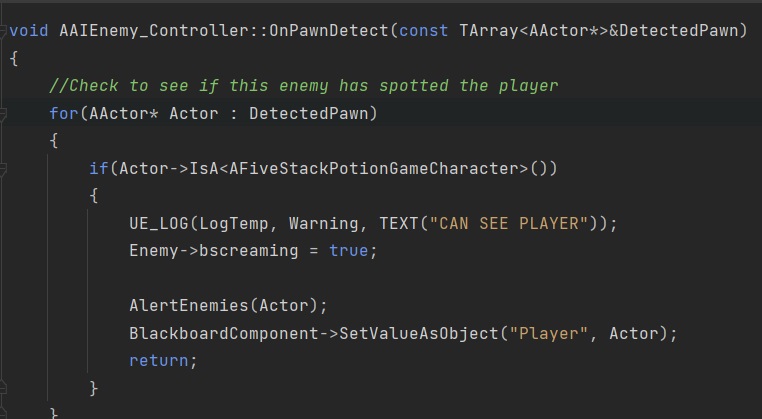 void AAIEnemy_Controller::OnPawnDetect(const TArray<AActor*>&DetectedPawn)
{
//Check to see if this enemy has spotted the player
for(AActor* Actor : DetectedPawn)
{
if(Actor->IsA<AFiveStackPotionGameCharacter>())
{
UE_LOG(LogTemp, Warning, TEXT("CAN SEE PLAYER"));
Enemy->bscreaming = true;
AlertEnemies(Actor);
BlackboardComponent->SetValueAsObject("Player", Actor);
return;
}
}